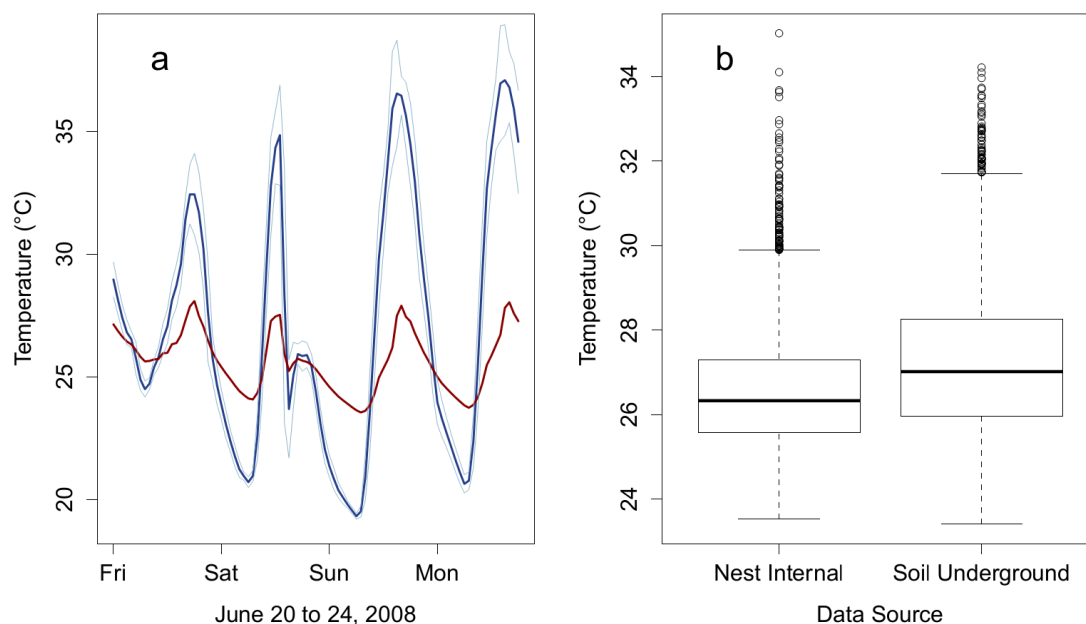 a
Temperature (°C)
35
30
25
20
Fri Sat Sun Mon
June 20 to 24, 2008
b
Temperature (°C)
34
32
30
28
26
24
Nest Internal Soil Underground
Data Source